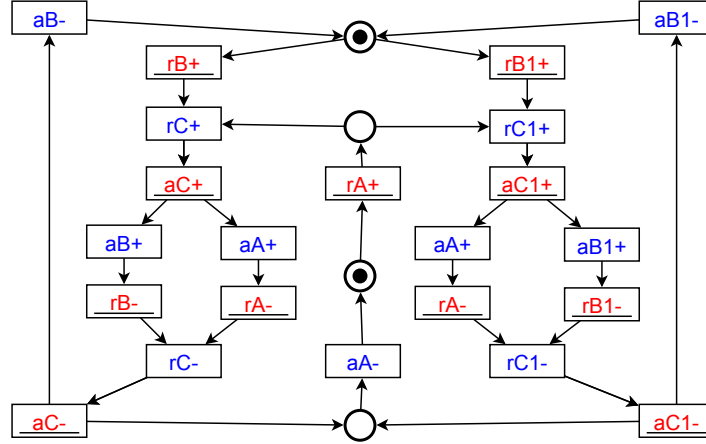 aB- aB1-
rB+ rB1+
rC+ rC1+
aC+ rA+ aC1+
aB+ aA+ aA+ aB1+
rB- rA- rA- rB1-
rC- aA- rC1-
aC- aC1-